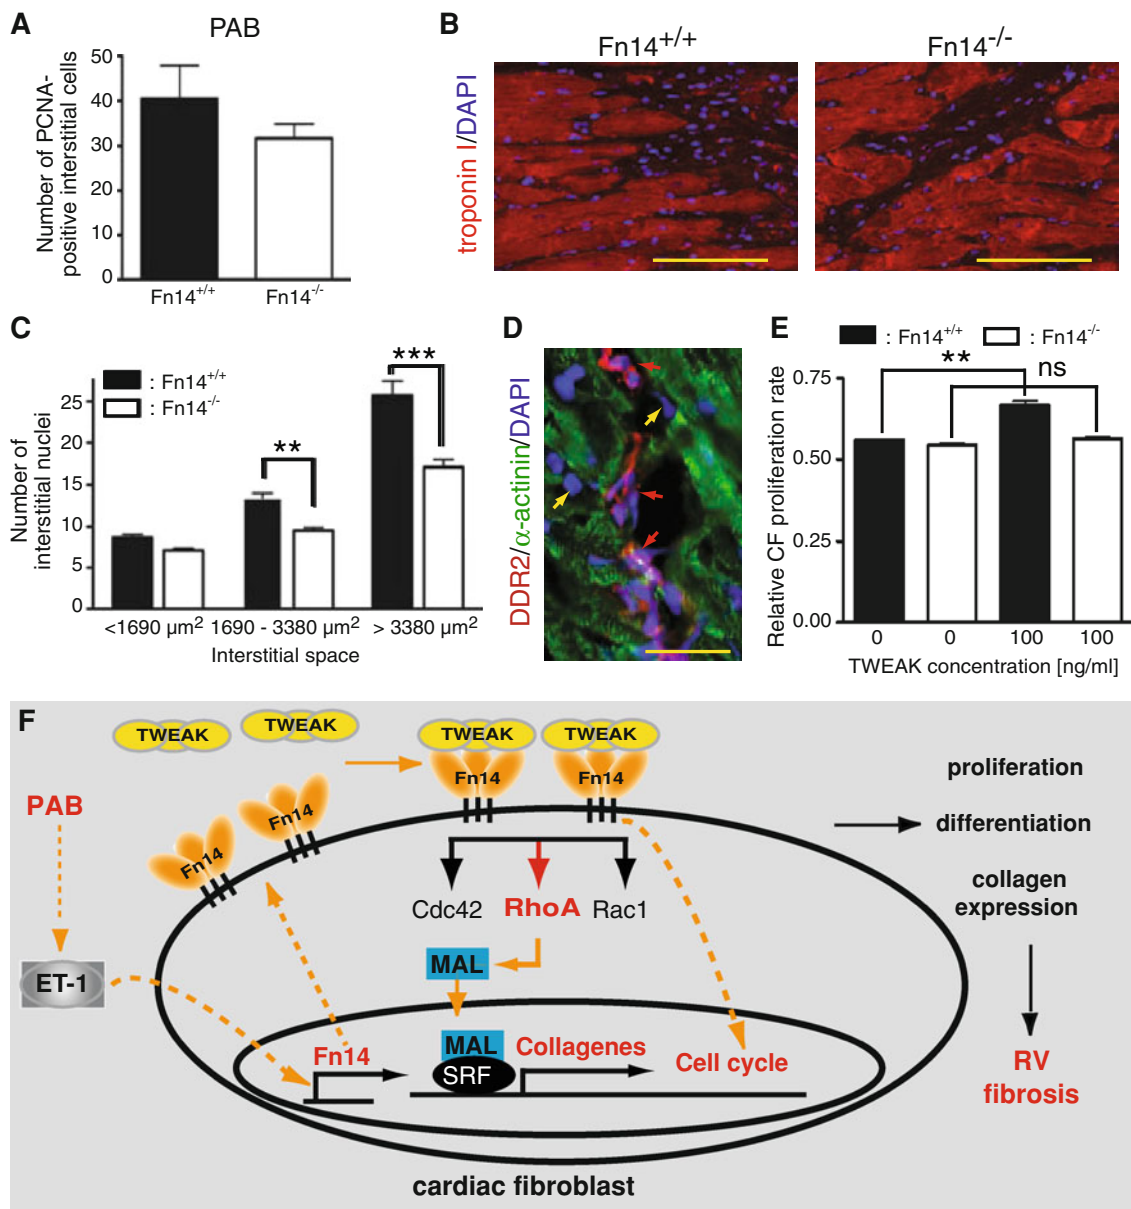 A
PAB
Number of PCNA-
positive interstitial cells
50
40
30
20
10
0
Fn14+/+
Fn14-/-
B
Fn14+/+
Fn14-/-
troponin I/DAPI
C
: Fn14+/+
: Fn14-/-
Number of
interstitial nuclei
25
20
15
10
5
0
**
***
<1690 µm2
1690 - 3380 µm2
> 3380 µm2
Interstitial space
D
DDR2/α-actinin/DAPI
E
: Fn14+/+
: Fn14-/-
Relative CF proliferation rate
0.75
0.50
0.25
0.00
**
ns
0
0
100
100
TWEAK concentration [ng/ml]
F
TWEAK
TWEAK
TWEAK
TWEAK
Fn14
Fn14
Fn14
Fn14
PAB
ET-1
Cdc42
RhoA
Rac1
MAL
MAL
SRF
Fn14
Collagenes
Cell cycle
proliferation
differentiation
collagen
expression
RV
fibrosis
cardiac fibroblast